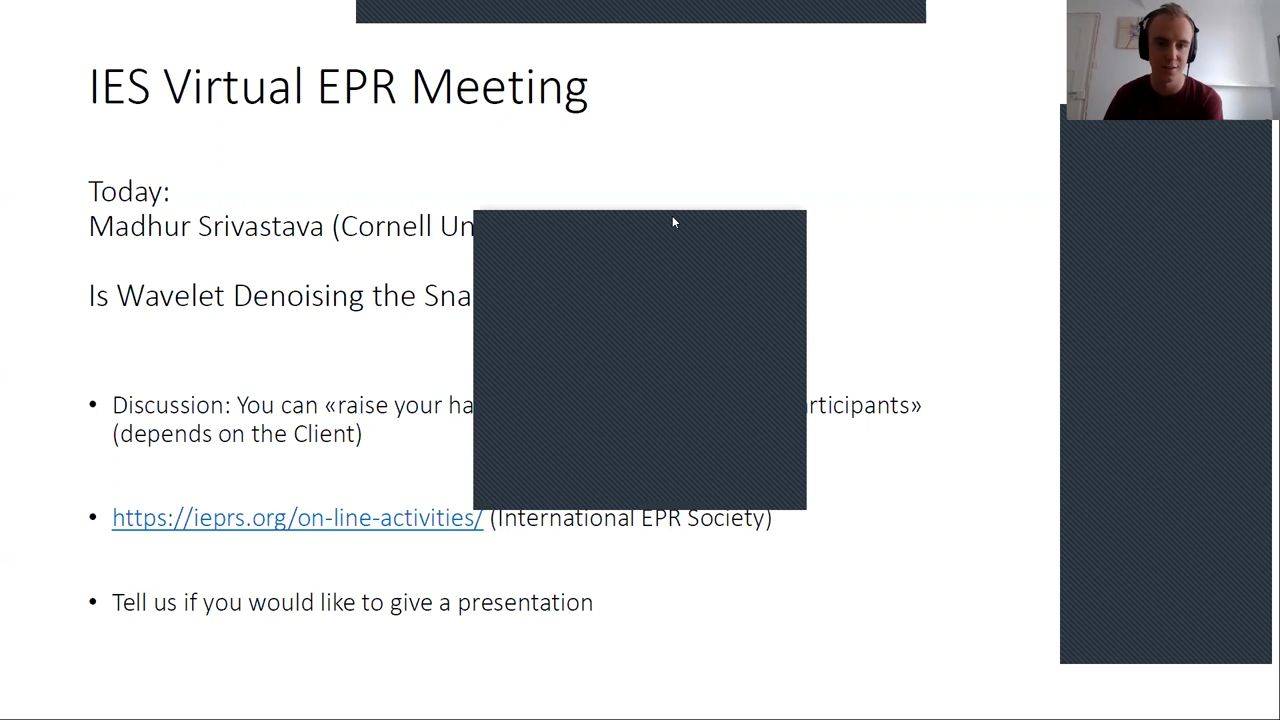 IES Virtual EPR Meeting
Today:
Madhur Srivastava (Cornell Un
Is Wavelet Denoising the Sna
• Discussion: You can «raise your ha articipants»
(depends on the Client)
• https://ieprs.org/on-line-activities/ (International EPR Society)
• Tell us if you would like to give a presentation